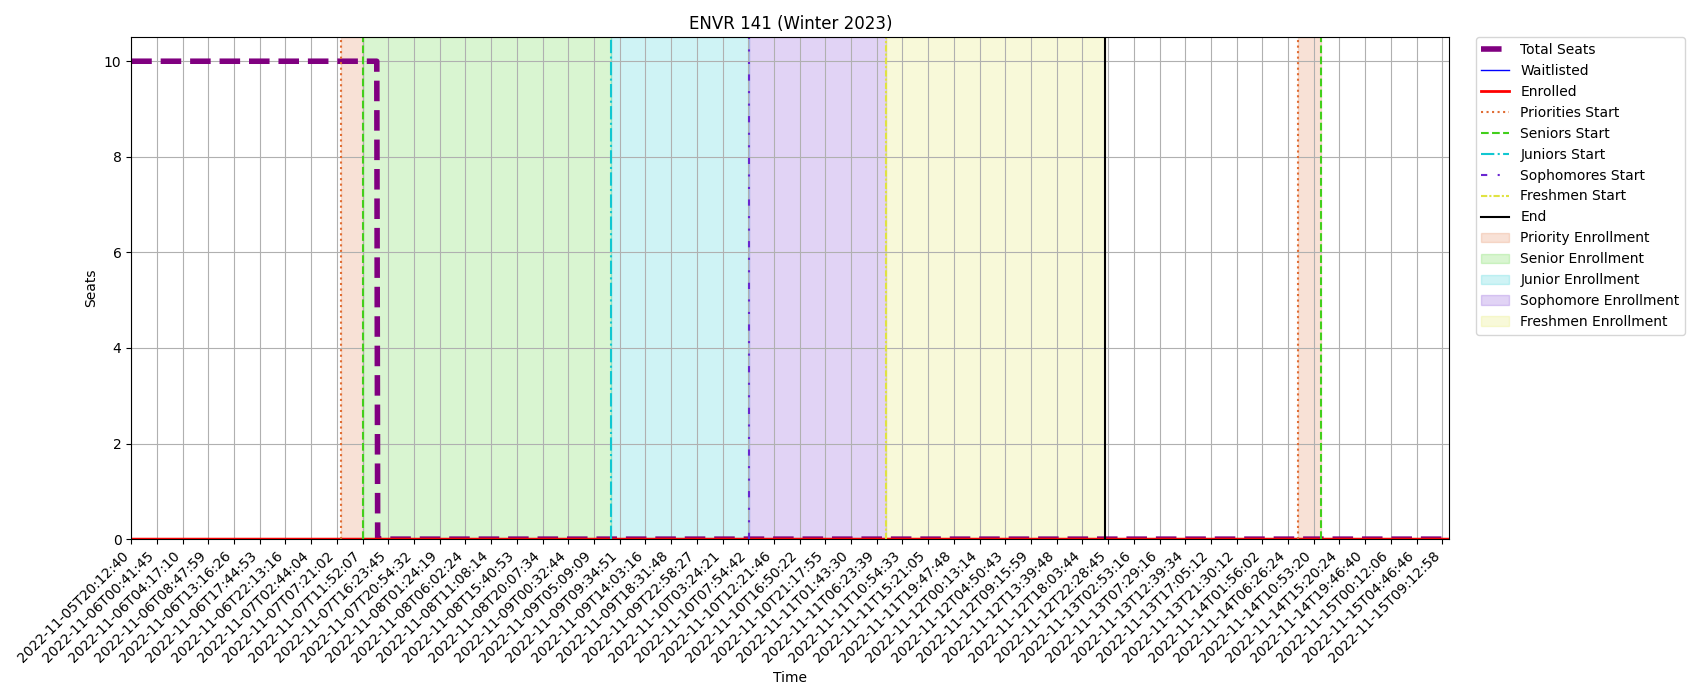 ENVR 141 (Winter 2023)
10
8
6
4
2
0
Seats
2022-11-05T20:12:40
2022-11-06T00:41:45
2022-11-06T04:17:10
2022-11-06T08:47:59
2022-11-06T13:16:26
2022-11-06T17:44:53
2022-11-06T22:13:16
2022-11-07T02:44:04
2022-11-07T07:21:02
2022-11-07T11:52:07
2022-11-07T16:23:45
2022-11-07T20:54:32
2022-11-08T01:24:19
2022-11-08T06:02:24
2022-11-08T11:08:14
2022-11-08T15:40:53
2022-11-08T20:07:34
2022-11-09T00:32:44
2022-11-09T05:09:09
2022-11-09T09:34:51
2022-11-09T14:03:16
2022-11-09T18:31:48
2022-11-09T22:58:27
2022-11-10T03:24:21
2022-11-10T07:54:42
2022-11-10T12:21:46
2022-11-10T16:50:22
2022-11-10T21:17:55
2022-11-11T01:43:30
2022-11-11T06:23:39
2022-11-11T10:54:33
2022-11-11T15:21:05
2022-11-11T19:47:48
2022-11-12T00:13:14
2022-11-12T04:50:43
2022-11-12T09:15:59
2022-11-12T13:39:48
2022-11-12T18:03:44
2022-11-12T22:28:45
2022-11-13T02:53:16
2022-11-13T07:29:16
2022-11-13T12:39:34
2022-11-13T17:05:12
2022-11-13T21:30:12
2022-11-14T01:56:02
2022-11-14T06:26:24
2022-11-14T10:53:20
2022-11-14T15:20:24
2022-11-14T19:46:40
2022-11-15T00:12:06
2022-11-15T04:46:46
2022-11-15T09:12:58
Time
Total Seats
Waitlisted
Enrolled
Priorities Start
Seniors Start
Juniors Start
Sophomores Start
Freshmen Start
End
Priority Enrollment
Senior Enrollment
Junior Enrollment
Sophomore Enrollment
Freshmen Enrollment